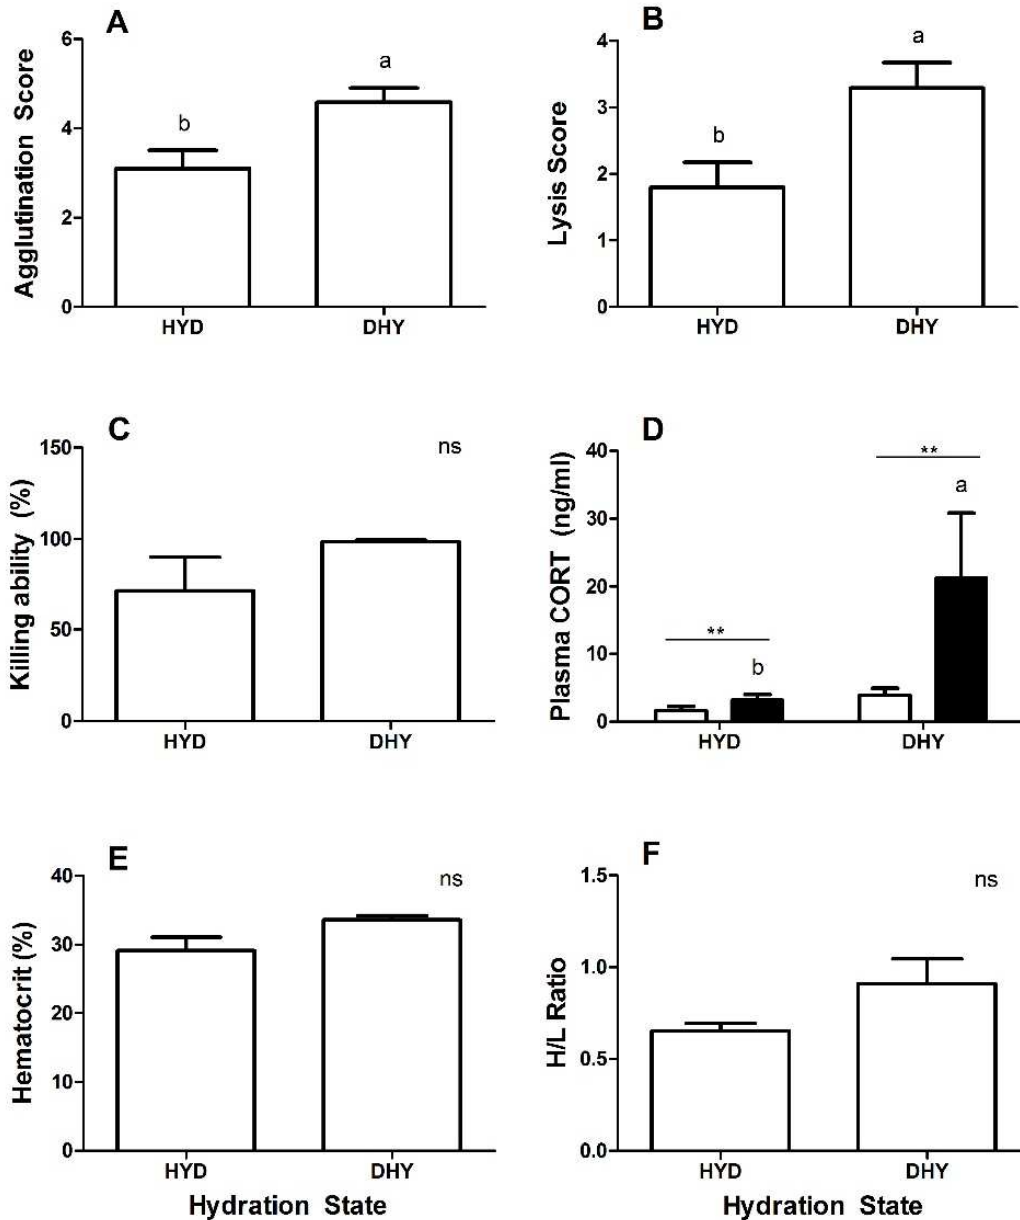 A
Agglutination Score
6
4
2
0
b
a
HYD
DHY
B
Lysis Score
4
3
2
1
0
b
a
HYD
DHY
C
Killing ability (%)
150
100
50
0
ns
HYD
DHY
D
Plasma CORT (ng/ml)
40
30
20
10
0
**
b
**
a
HYD
DHY
E
Hematocrit (%)
40
30
20
10
0
ns
HYD
DHY
Hydration State
F
H/L Ratio
1.5
1.0
0.5
0.0
ns
HYD
DHY
Hydration State